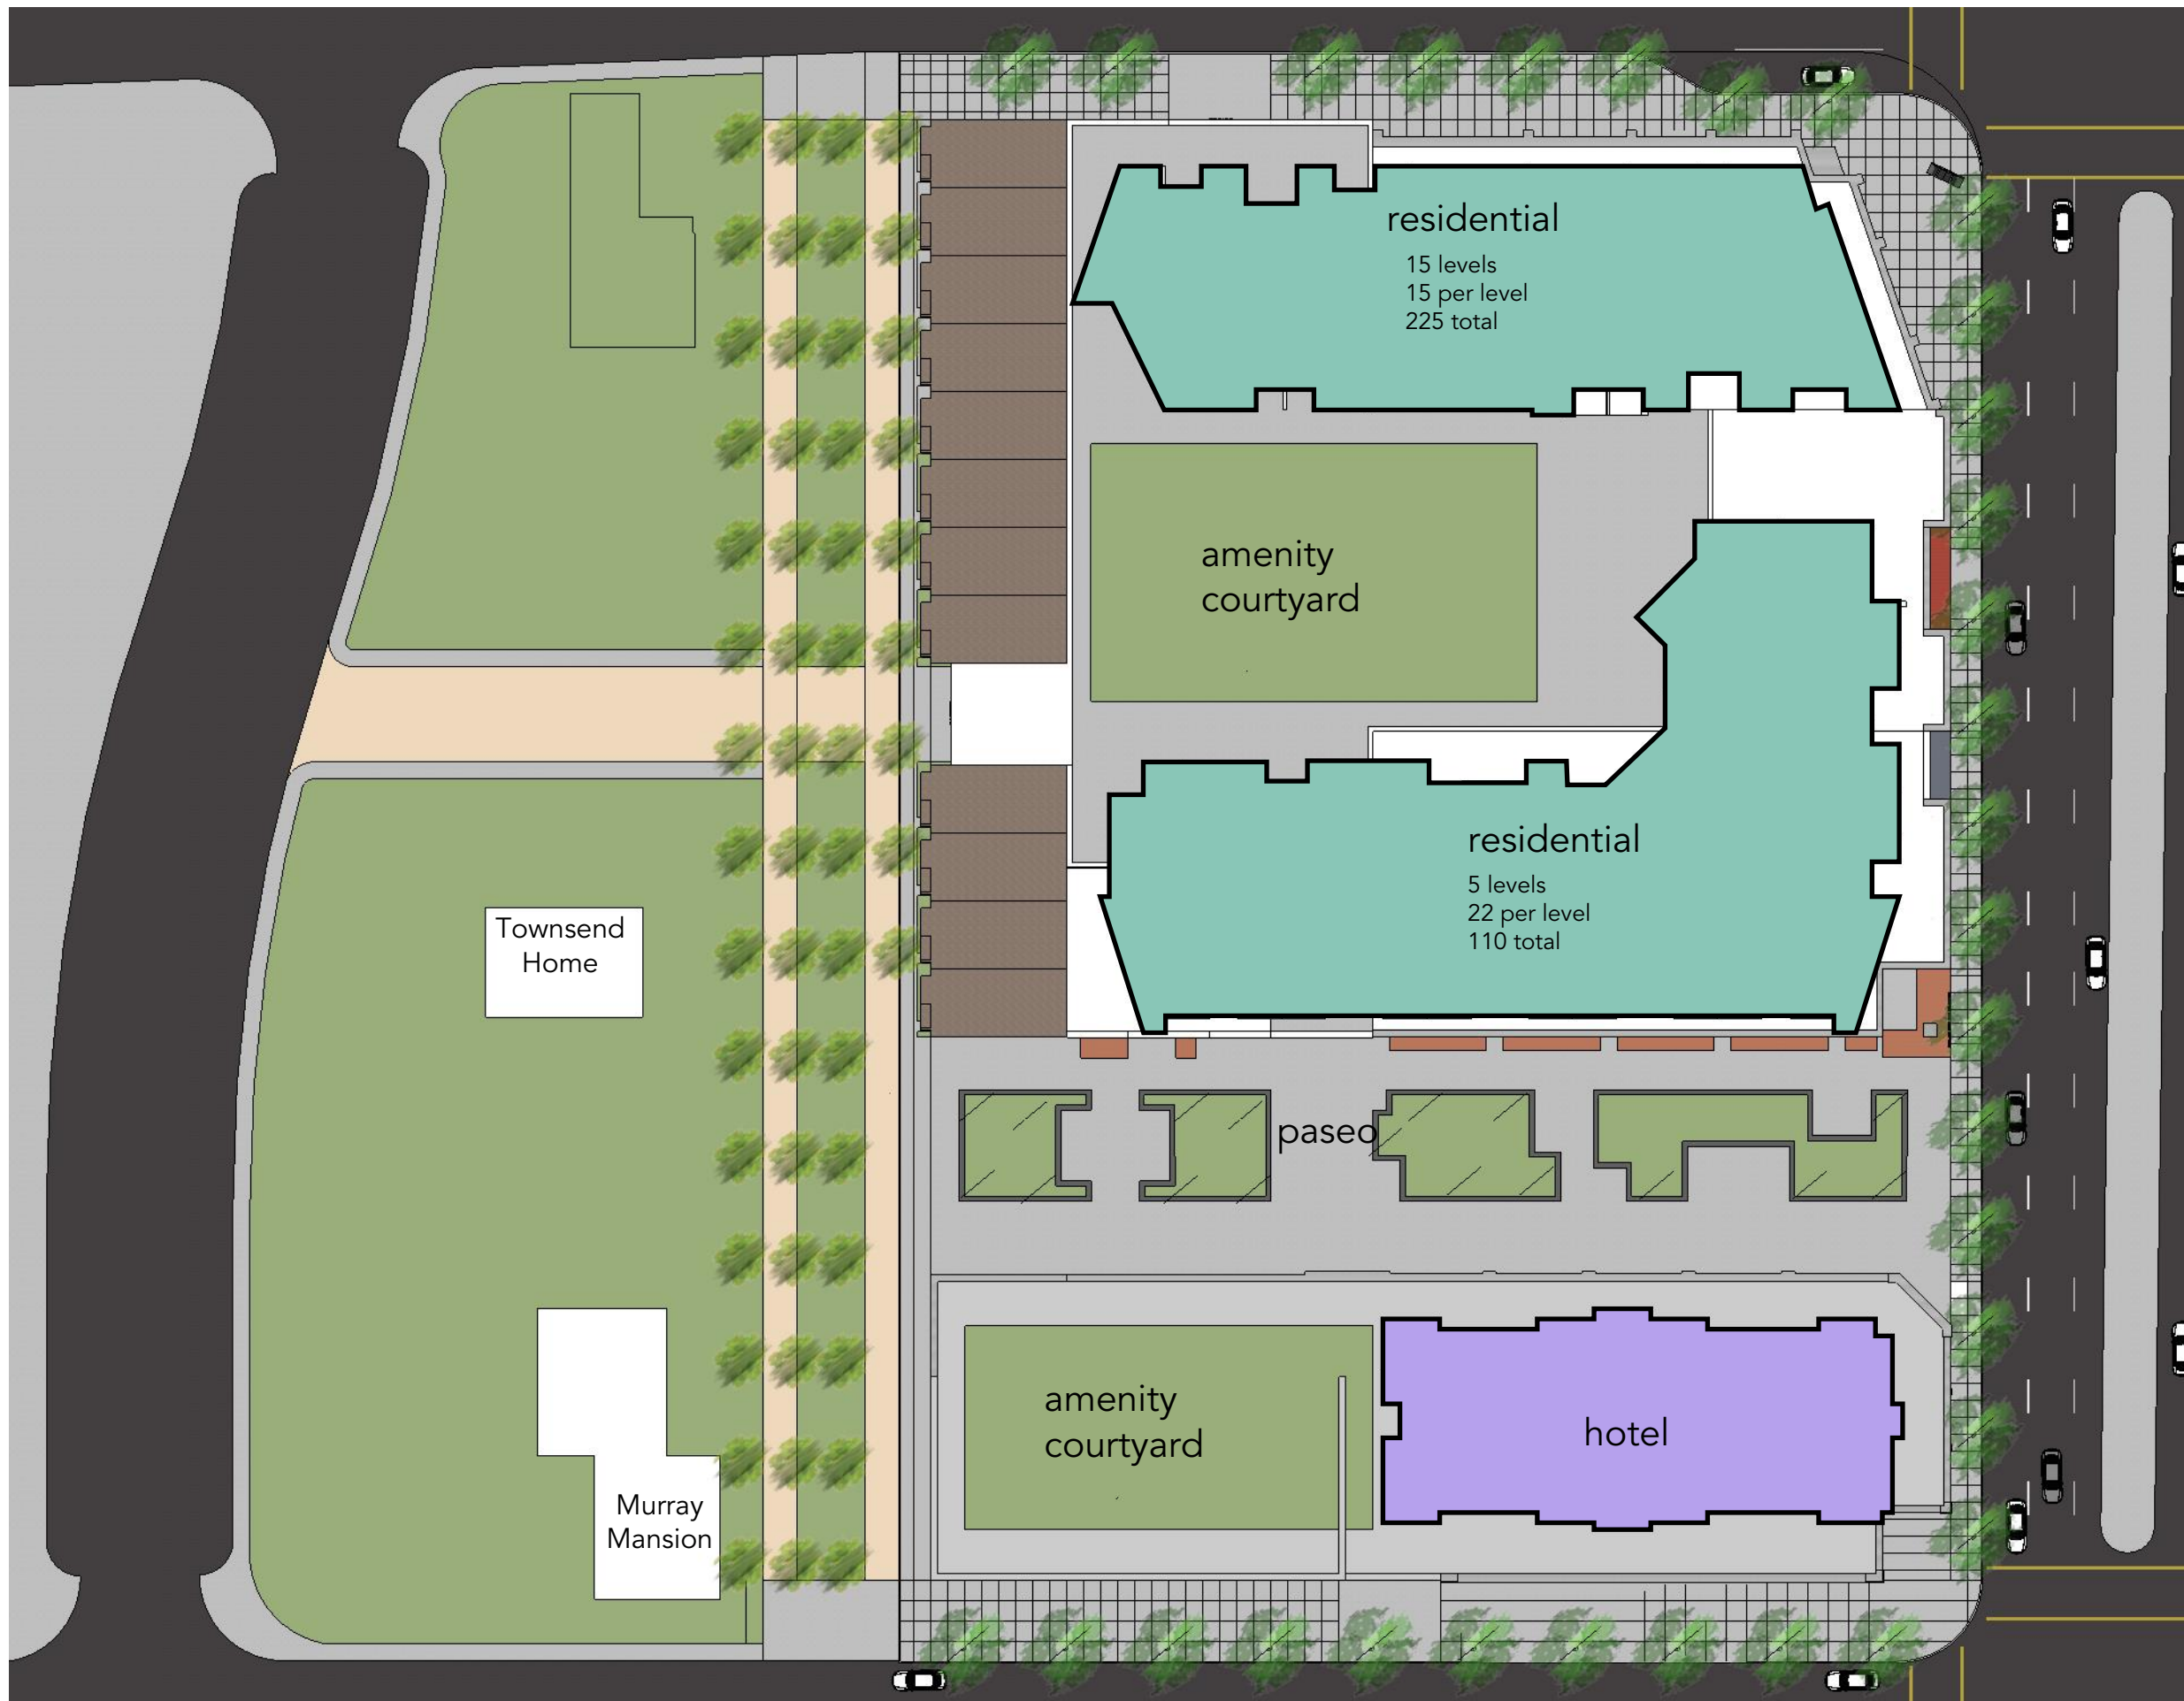 residential
15 levels
15 per level
225 total
amenity
courtyard
residential
5 levels
22 per level
110 total
Townsend
Home
paseo
amenity
courtyard
hotel
Murray
Mansion